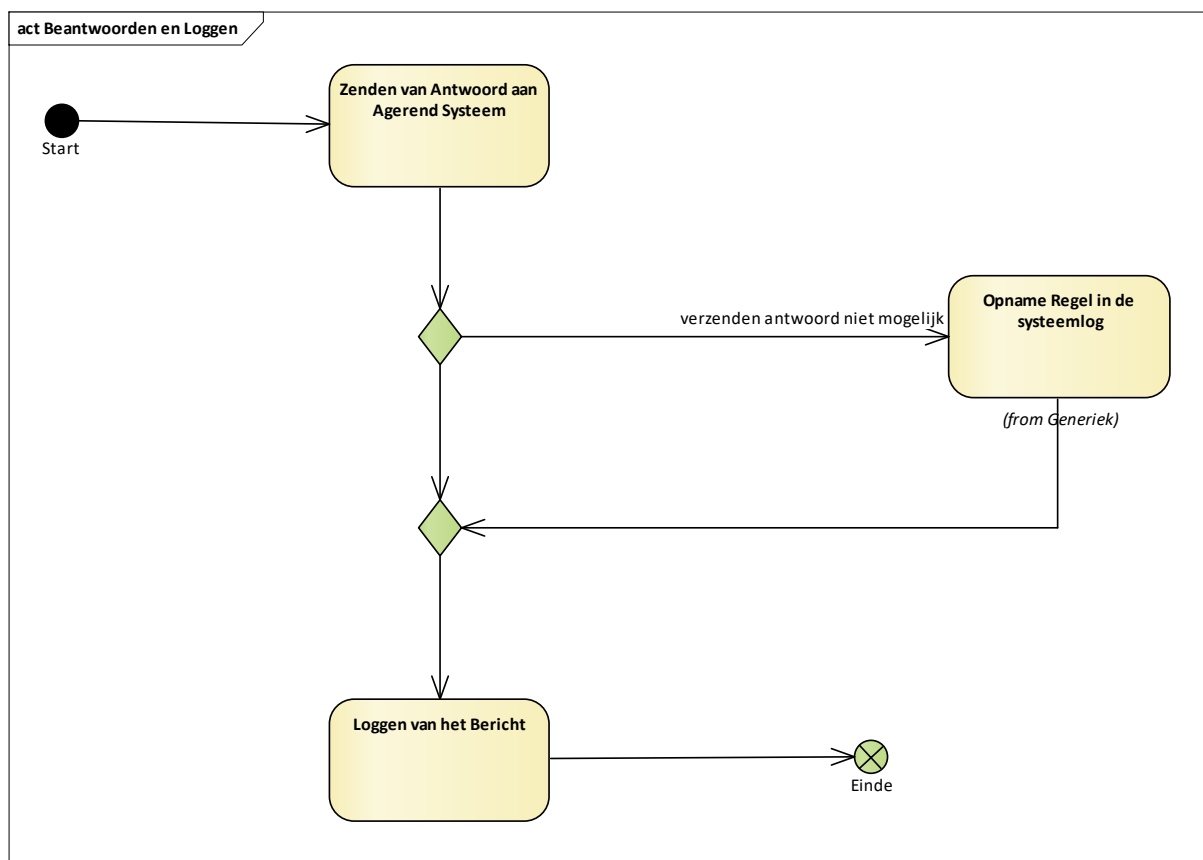 act Beantwoorden en Loggen
Zenden van Antwoord aan
Agerend Systeem
Start
Opname Regel in de
systeemlog
verzenden antwoord niet mogelijk
(from Generiek)
Loggen van het Bericht
Einde